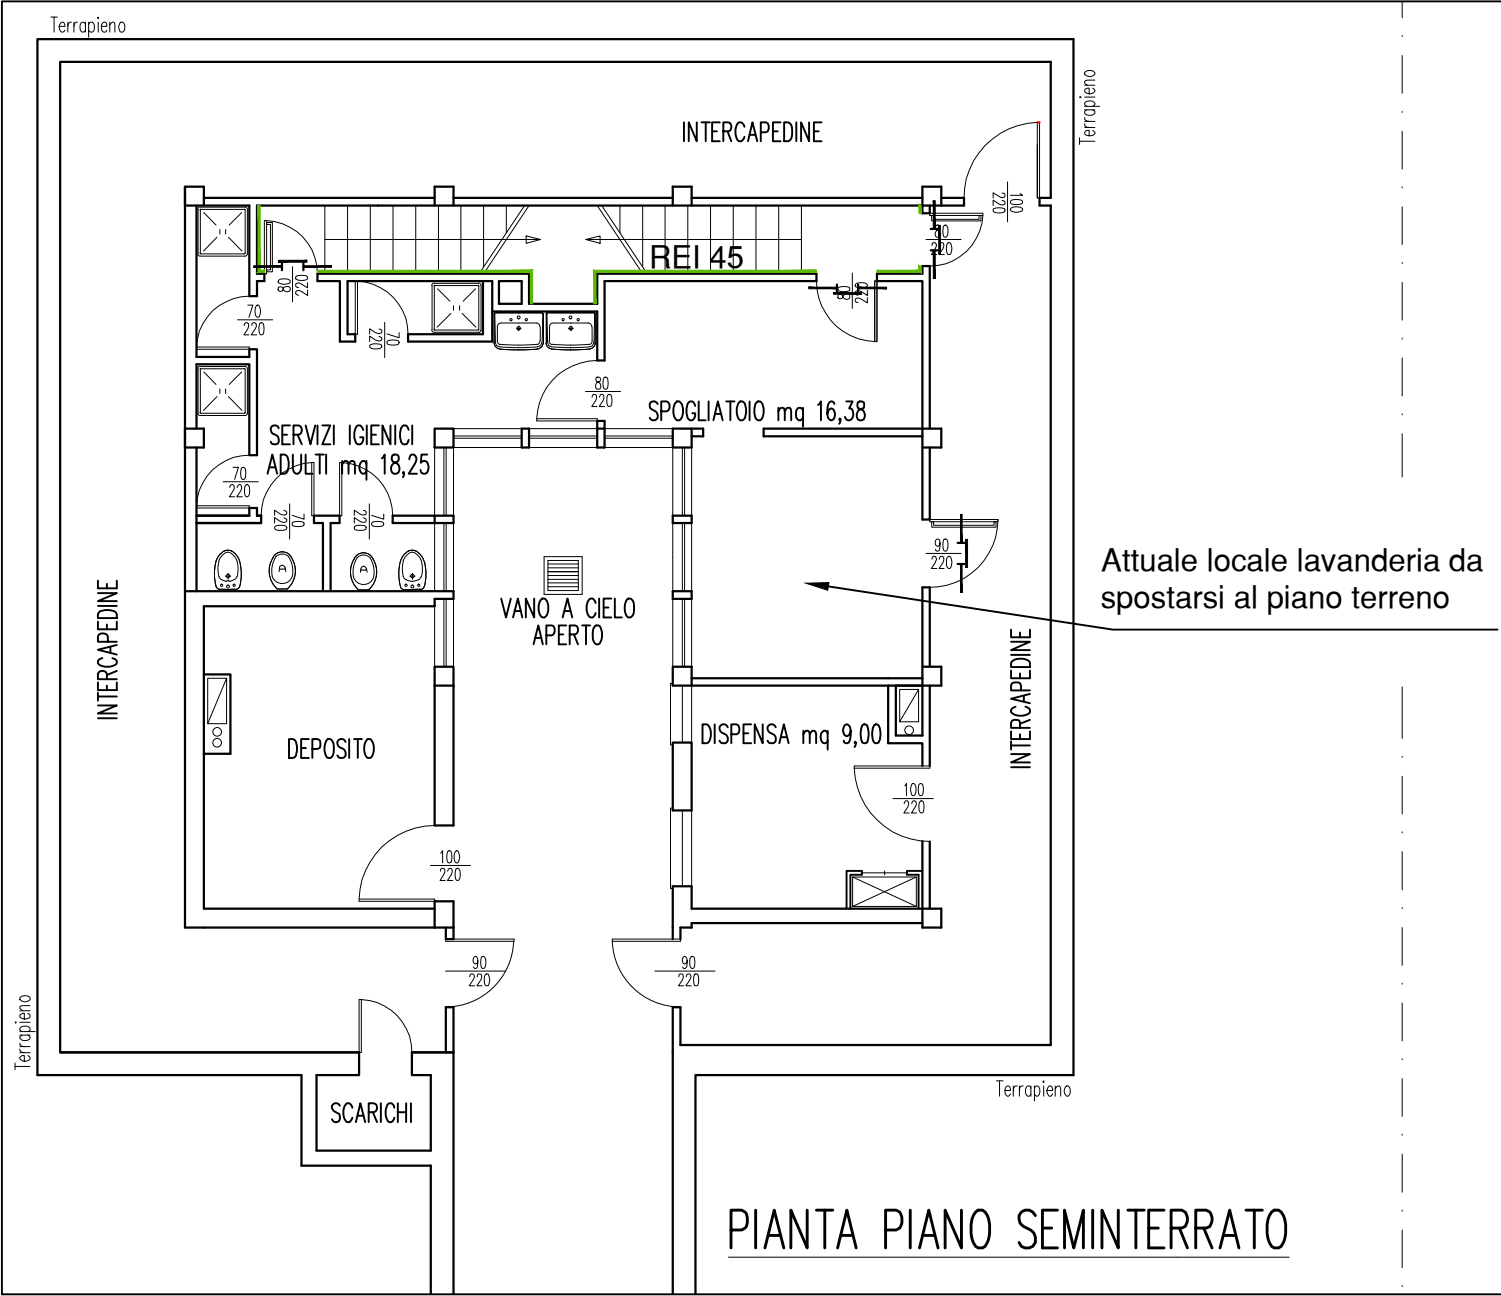 Terrapieno
Terrapieno
INTERCAPEDINE
100
220
80
220
REI 45
80
220
80
220
70
220
70
220
80
220
SPOGLIATOIO mq 16,38
SERVIZI IGIENICI
ADULTI mq 18,25
70
220
70
220
70
220
90
220
Attuale locale lavanderia da
spostarsi al piano terreno
VANO A CIELO
APERTO
INTERCAPEDINE
INTERCAPEDINE
DEPOSITO
DISPENSA mq 9,00
100
220
100
220
90
220
90
220
Terrapieno
Terrapieno
SCARICHI
PIANTA PIANO SEMINTERRATO